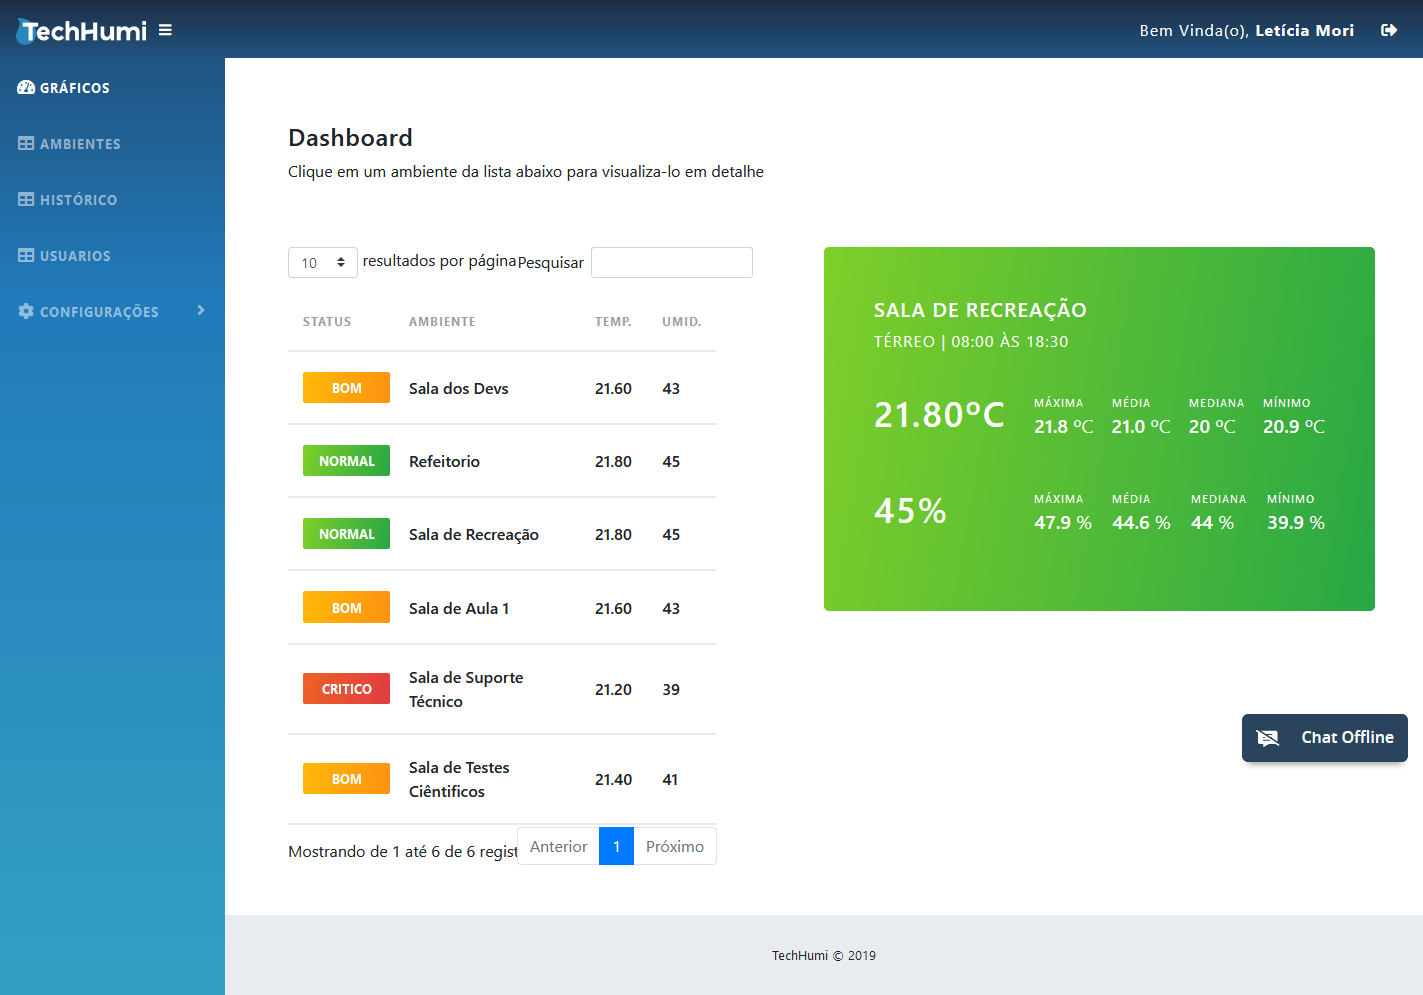 TechHumi
Bem Vinda(o), Letícia Mori
GRÁFICOS
AMBIENTES
HISTÓRICO
USUARIOS
CONFIGURAÇÕES
Dashboard
Clique em um ambiente da lista abaixo para visualiza-lo em detalhe
10 resultados por página Pesquisar
STATUS AMBIENTE TEMP. UMID.
BOM Sala dos Devs 21.60 43
NORMAL Refeitorio 21.80 45
NORMAL Sala de Recreação 21.80 45
BOM Sala de Aula 1 21.60 43
CRITICO Sala de Suporte Técnico 21.20 39
BOM Sala de Testes Ciêntificos 21.40 41
Mostrando de 1 até 6 de 6 regist
Anterior 1 Próximo
SALA DE RECREAÇÃO
TÉRREO | 08:00 ÀS 18:30
21.80ºC
MÁXIMA MÉDIA MEDIANA MÍNIMO
21.8 ºC 21.0 ºC 20 ºC 20.9 ºC
45%
MÁXIMA MÉDIA MEDIANA MÍNIMO
47.9 % 44.6 % 44 % 39.9 %
Chat Offline
TechHumi © 2019